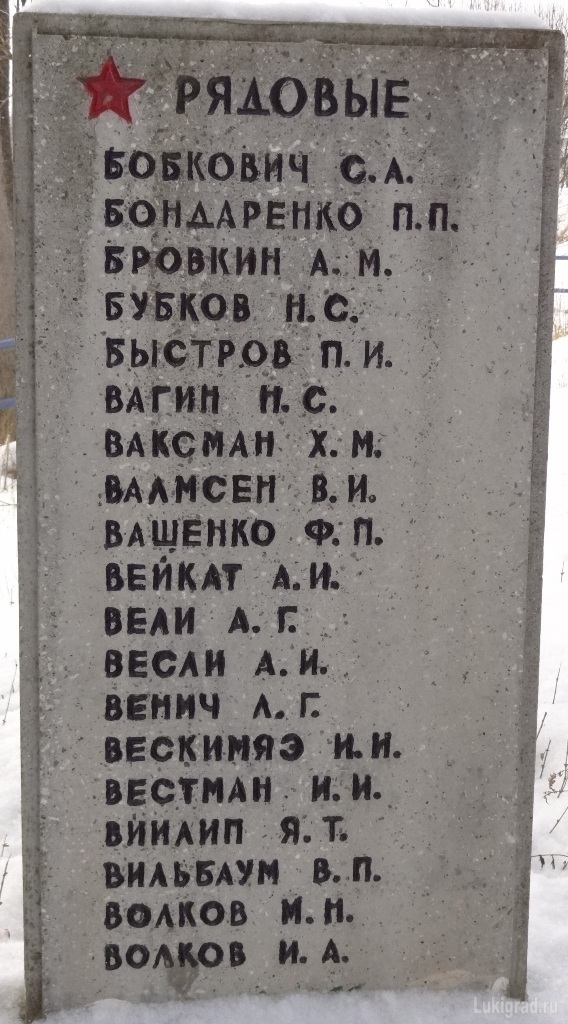 РЯДОВЫЕ
БОБКОВИЧ С.А.
БОНДАРЕНКО П.П.
БРОВКИН А.М.
БУБКОВ Н.С.
БЫСТРОВ П.И.
ВАГИН Н.С.
ВАКСМАН Х.М.
ВАЛМСЕН В.И.
ВАЩЕНКО Ф.П.
ВЕЙКАТ А.И.
ВЕЛИ А.Г.
ВЕСЛИ А.И.
ВЕНИЧ Л.Г.
ВЕСКИМЯЭ И.И.
ВЕСТМАН И.И.
ВИИЛИП Я.Т.
ВИЛЬБАУМ В.П.
ВОЛКОВ М.Н.
ВОЛКОВ И.А.
Lukigrad.ru